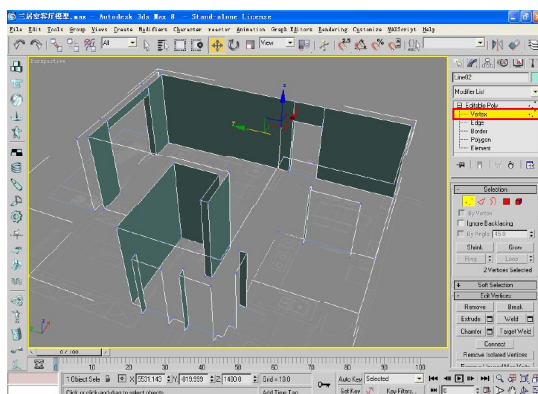 三居室客厅模型.max - Autodesk 3ds Max 8 - Stand-alone License
File Edit Tools Group Views Create Modifiers Character reactor Animation Graph Editors Rendering Customize MAXScript Help
All View
Perspective
Line02
Modifier List
Editable Poly
Vertex
Edge
Border
Polygon
Element
Selection
By Vertex
Ignore Backfacing
By Angle 45.0
Shrink Grow
Ring Loop
2 Vertices Selected
Soft Selection
Edit Vertices
Remove Break
Extrude Weld
Chamfer Target Weld
Connect
Remove Isolated Vertices
0 / 100
0 10 20 30 40 50 60 70 80 90 100
1 Object Sele X 5531.143 Y -819.999 Z 1400.0 Grid = 10.0 Auto Key Selected
Click or click-and-drag to select objects Add Time Tag Set Key Key Filters... 0